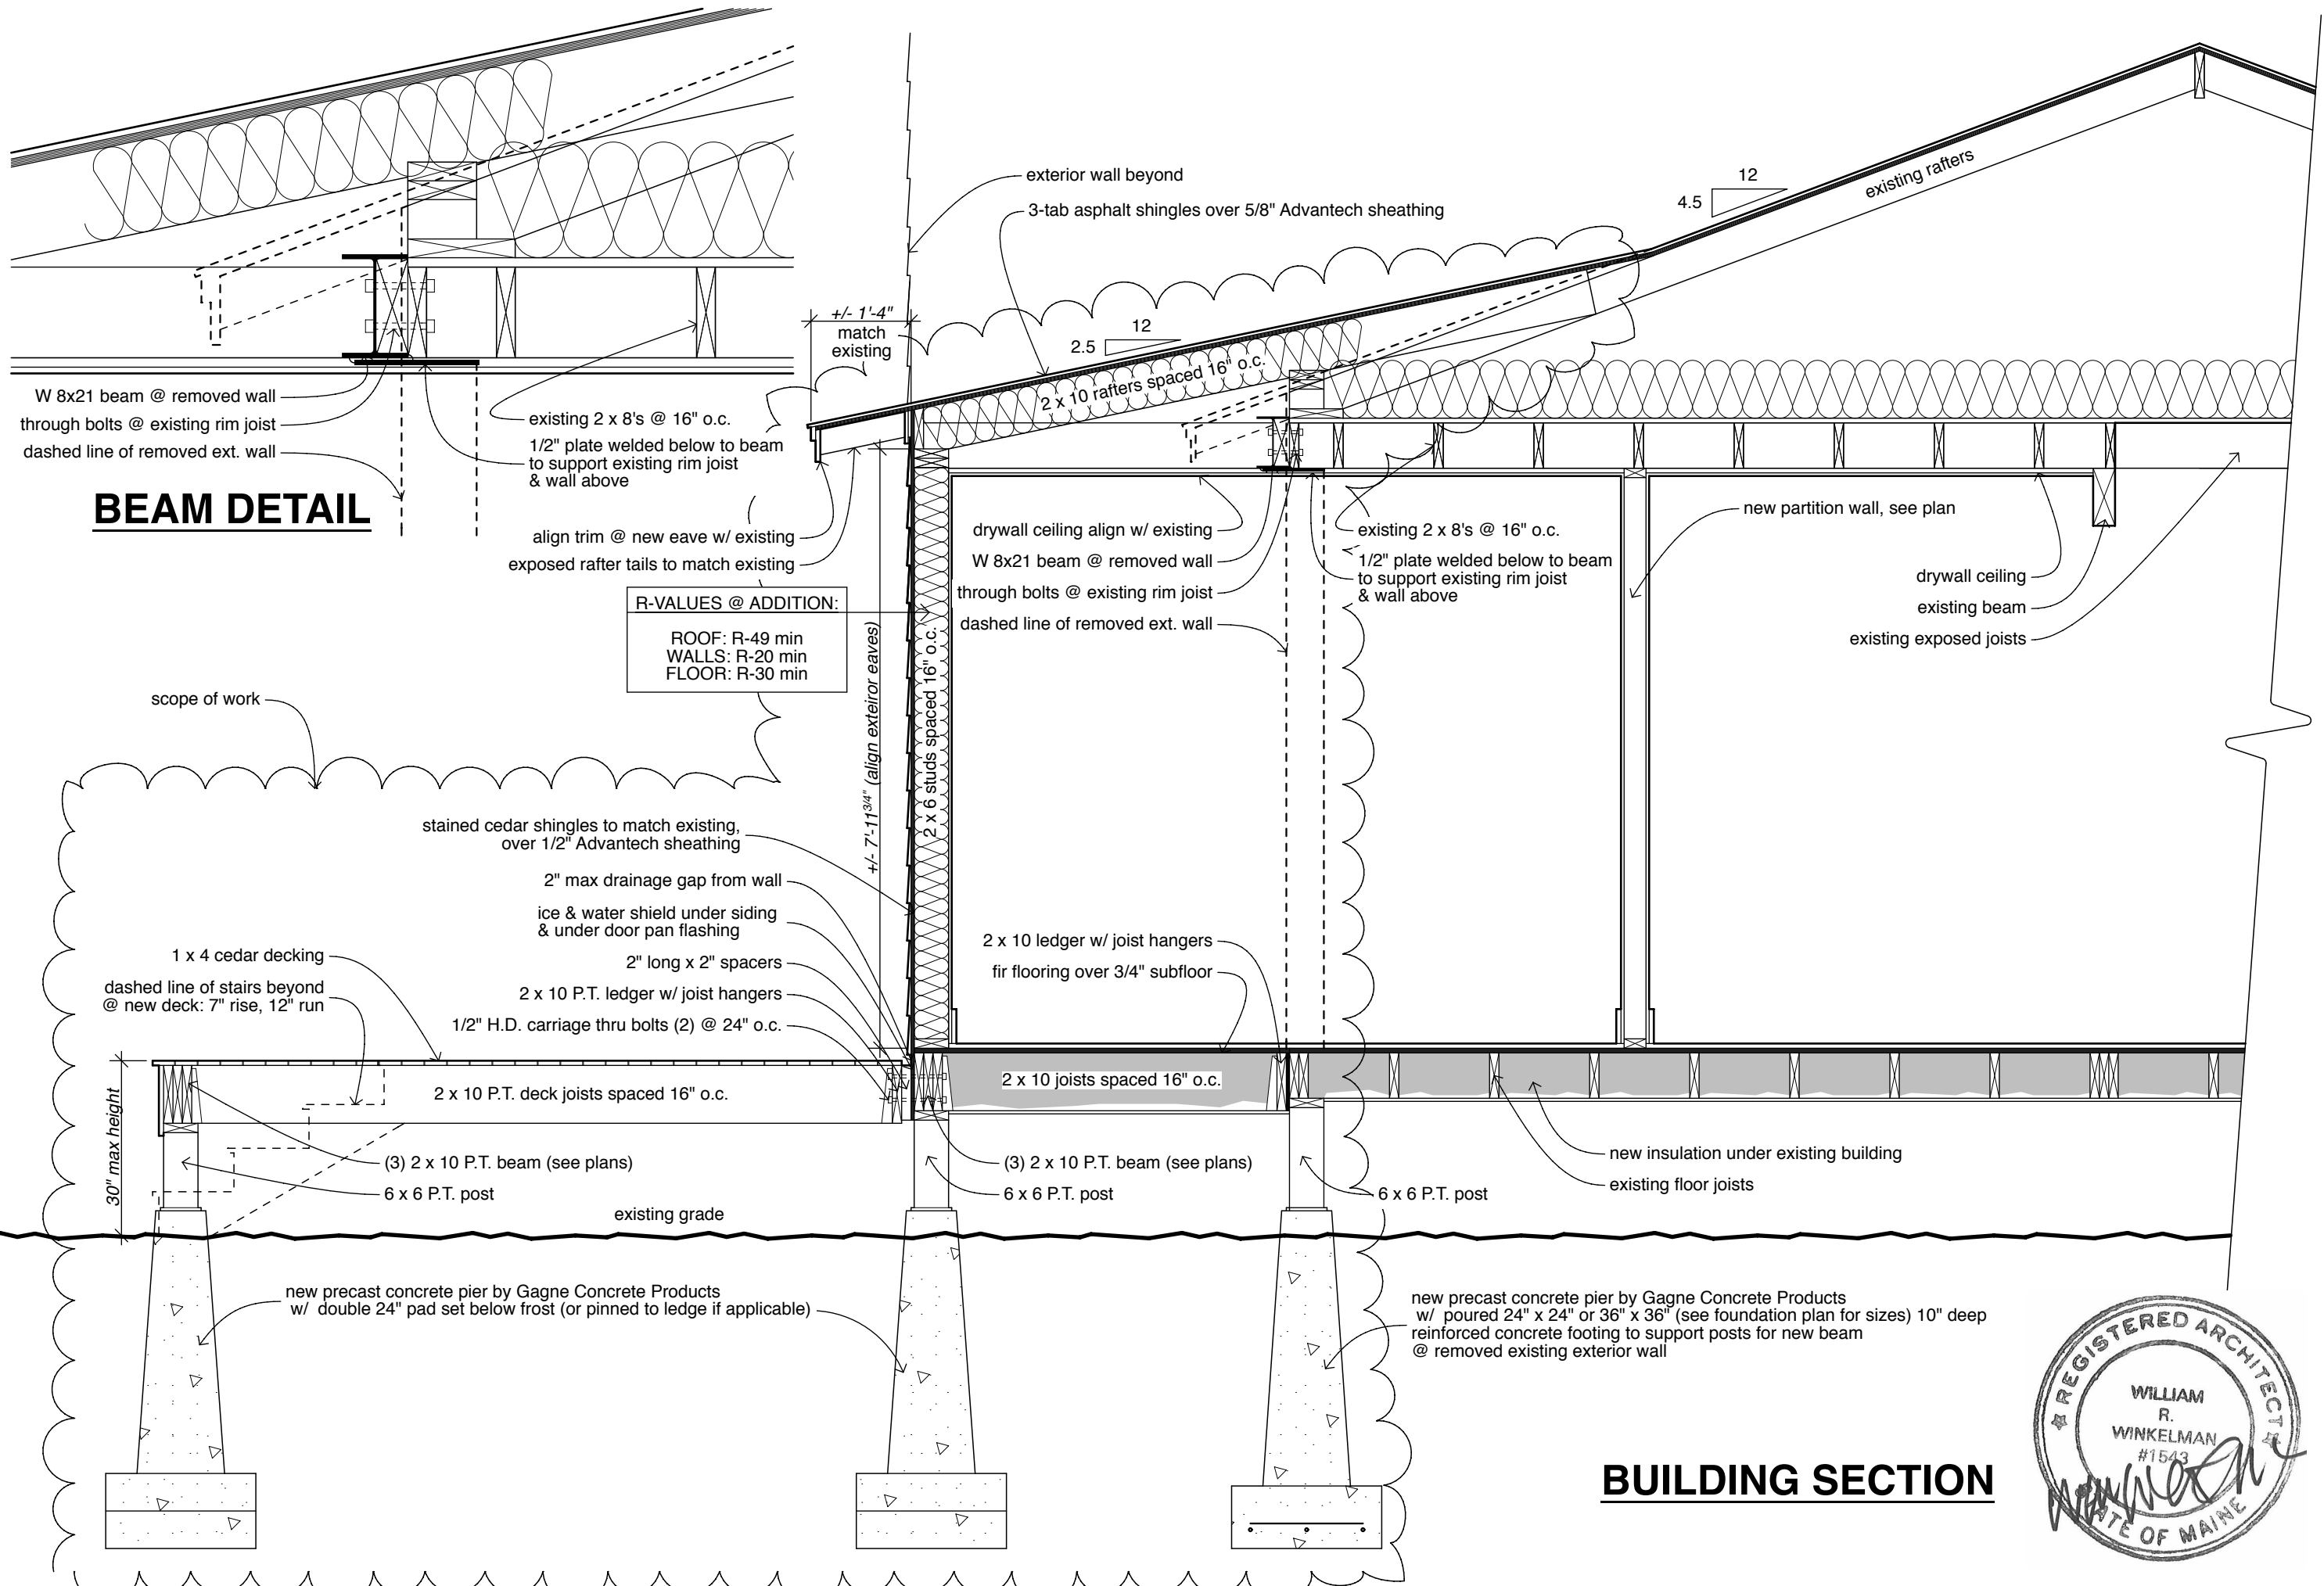 exterior wall beyond
3-tab asphalt shingles over 5/8" Advantech sheathing
12
4.5
existing rafters
+/- 1'-4"
match
existing
12
2.5
2 x 10 rafters spaced 16" o.c.
W 8x21 beam @ removed wall
through bolts @ existing rim joist
dashed line of removed ext. wall
existing 2 x 8's @ 16" o.c.
1/2" plate welded below to beam
to support existing rim joist
& wall above
BEAM DETAIL
align trim @ new eave w/ existing
exposed rafter tails to match existing
R-VALUES @ ADDITION:
ROOF: R-49 min
WALLS: R-20 min
FLOOR: R-30 min
drywall ceiling align w/ existing
W 8x21 beam @ removed wall
through bolts @ existing rim joist
dashed line of removed ext. wall
existing 2 x 8's @ 16" o.c.
1/2" plate welded below to beam
to support existing rim joist
& wall above
new partition wall, see plan
drywall ceiling
existing beam
existing exposed joists
scope of work
+/- 7'-11 3/4" (align exteiror eaves)
2 x 6 studs spaced 16" o.c.
stained cedar shingles to match existing,
over 1/2" Advantech sheathing
2" max drainage gap from wall
ice & water shield under siding
& under door pan flashing
2" long x 2" spacers
2 x 10 P.T. ledger w/ joist hangers
1/2" H.D. carriage thru bolts (2) @ 24" o.c.
1 x 4 cedar decking
dashed line of stairs beyond
@ new deck: 7" rise, 12" run
2 x 10 ledger w/ joist hangers
fir flooring over 3/4" subfloor
30" max height
2 x 10 P.T. deck joists spaced 16" o.c.
2 x 10 joists spaced 16" o.c.
(3) 2 x 10 P.T. beam (see plans)
6 x 6 P.T. post
(3) 2 x 10 P.T. beam (see plans)
6 x 6 P.T. post
6 x 6 P.T. post
new insulation under existing building
existing floor joists
existing grade
new precast concrete pier by Gagne Concrete Products
w/ double 24" pad set below frost (or pinned to ledge if applicable)
new precast concrete pier by Gagne Concrete Products
w/ poured 24" x 24" or 36" x 36" (see foundation plan for sizes) 10" deep
reinforced concrete footing to support posts for new beam
@ removed existing exterior wall
BUILDING SECTION
REGISTERED ARCHITECT
WILLIAM
R.
WINKELMAN
#1543
OF MAINE